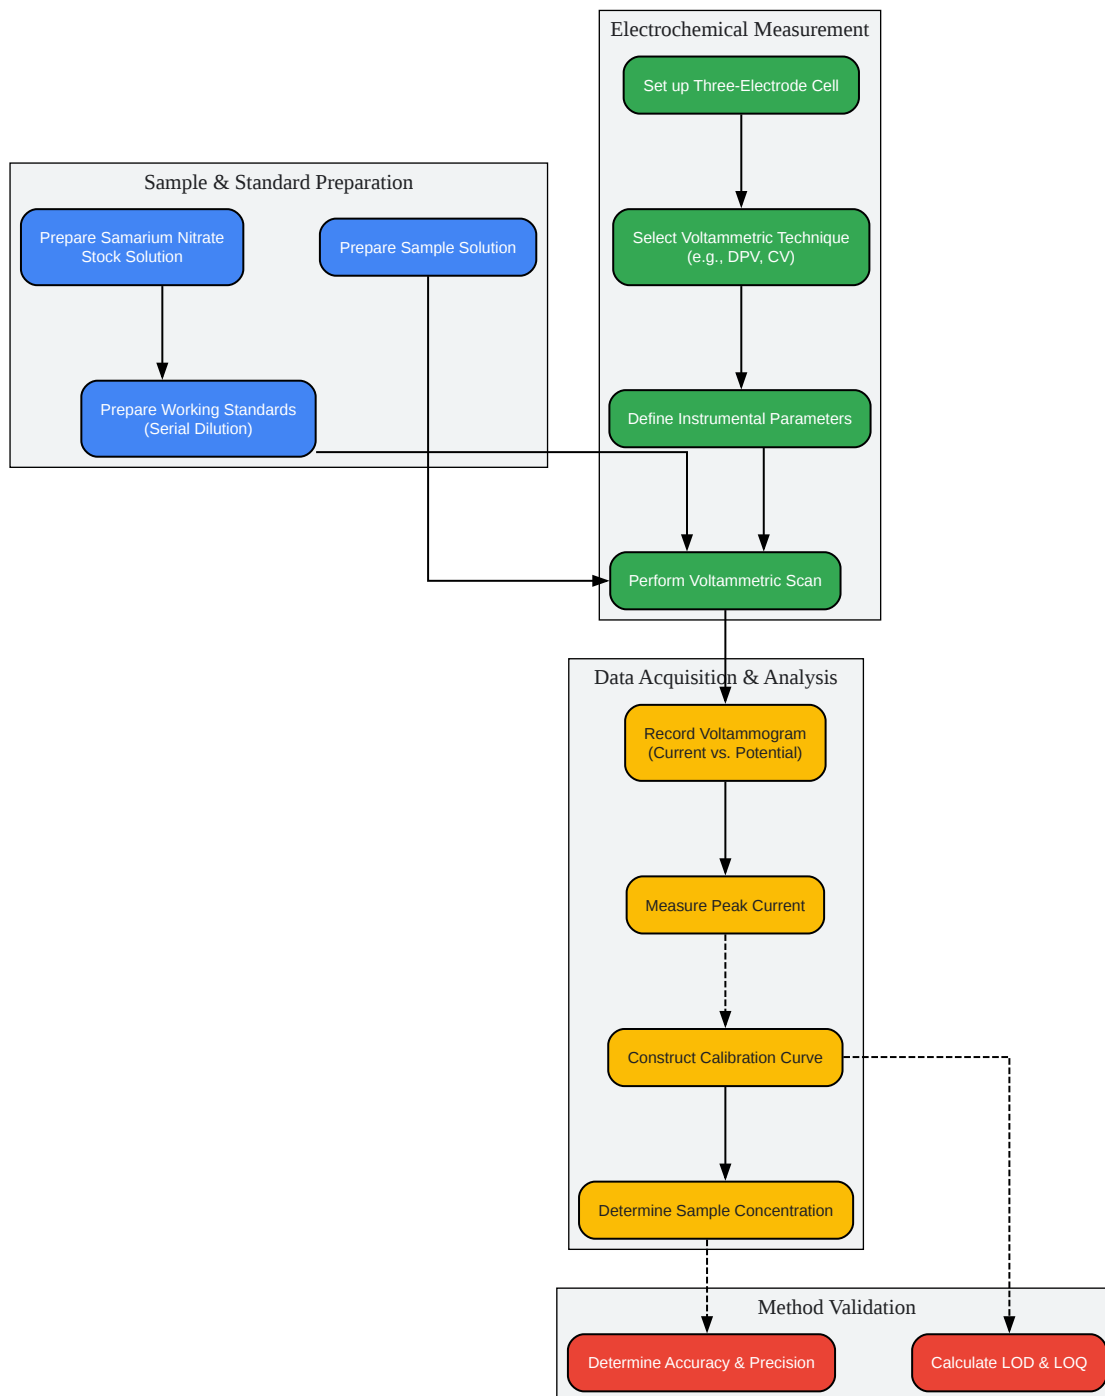 Electrochemical Measurement
Set up Three-Electrode Cell
Sample & Standard Preparation
Prepare Samarium Nitrate
Stock Solution
Prepare Sample Solution
Select Voltammetric Technique
(e.g., DPV, CV)
Prepare Working Standards
(Serial Dilution)
Define Instrumental Parameters
Perform Voltammetric Scan
Data Acquisition & Analysis
Record Voltammogram
(Current vs. Potential)
Measure Peak Current
Construct Calibration Curve
Determine Sample Concentration
Method Validation
Determine Accuracy & Precision
Calculate LOD & LOQ